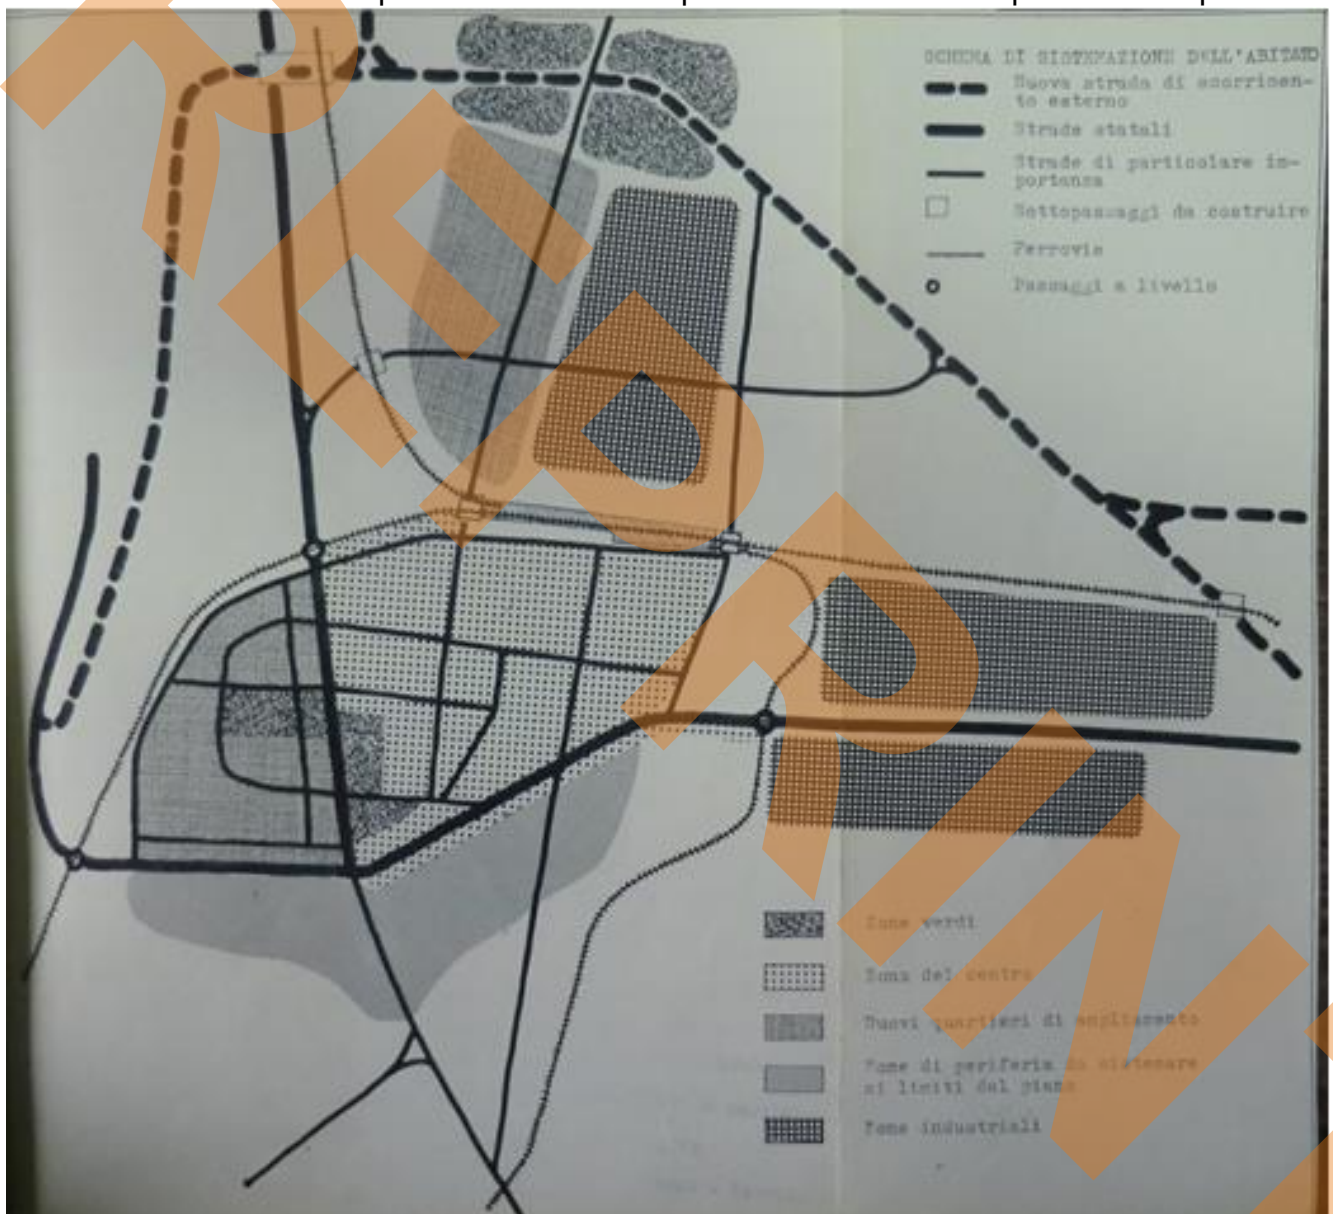 SCHEMA DI SISTEMAZIONE DELL'ABITATO
Nuova strada di scorrimen-
to esterno
Strade statali
Strade di particolare im-
portanza
Sottopassaggi da costruire
Ferrovia
Passaggi a livello
Zone verdi
Zona del centro
Nuovi quartieri di ampliamento
Zone di periferia da sistemare
ai limiti del piano
Zone industriali
REPRIN